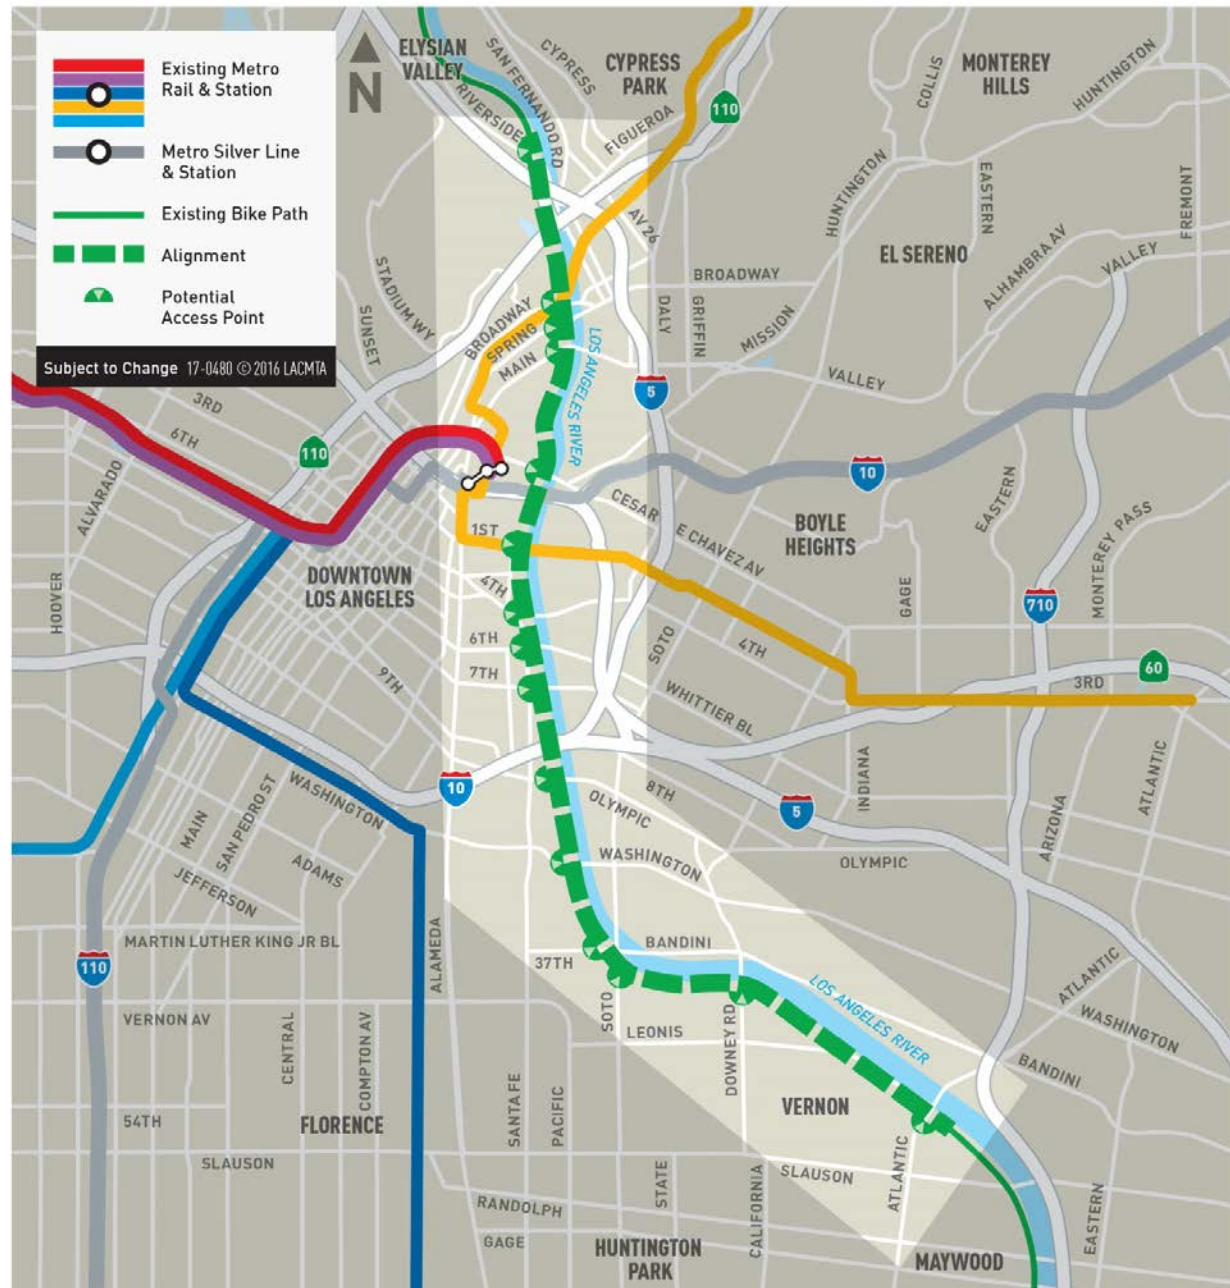 Existing Metro
Rail & Station
Metro Silver Line
& Station
Existing Bike Path
Alignment
Potential
Access Point
Subject to Change 17-0480 © 2016 LACMTA
N
ELYSIAN
VALLEY
SAN FERNANDO RD
CYPRESS
CYPRESS
PARK
RIVERSIDE
FIGUEROA
110
COLLIS
MONTEREY
HILLS
HUNTINGTON
HUNTINGTON
EASTERN
FREMONT
AV 26
EL SERENO
ALHAMBRA AV
VALLEY
STADIUM WY
SUNSET
BROADWAY
SPRING
MAIN
BROADWAY
DALY
GRIFFIN
MISSION
VALLEY
LOS ANGELES RIVER
5
3RD
6TH
110
ALVARADO
10
CESAR E CHAVEZ AV
BOYLE
HEIGHTS
EASTERN
MONTEREY PASS
1ST
DOWNTOWN
LOS ANGELES
4TH
HOOVER
GAGE
710
6TH
SOTO
4TH
7TH
9TH
WHITTIER BL
3RD
60
INDIANA
ATLANTIC
WASHINGTON
10
8TH
OLYMPIC
5
ARIZONA
MAIN
SAN PEDRO ST
ADAMS
JEFFERSON
WASHINGTON
OLYMPIC
MARTIN LUTHER KING JR BL
ALAMEDA
BANDINI
37TH
110
ATLANTIC
LOS ANGELES RIVER
VERNON AV
CENTRAL
COMPTON AV
SOTO
LEONIS
DOWNEY RD
WASHINGTON
BANDINI
54TH
FLORENCE
SANTA FE
PACIFIC
VERNON
SLAUSON
SLAUSON
ATLANTIC
RANDOLPH
STATE
CALIFORNIA
GAGE
HUNTINGTON
PARK
MAYWOOD
EASTERN